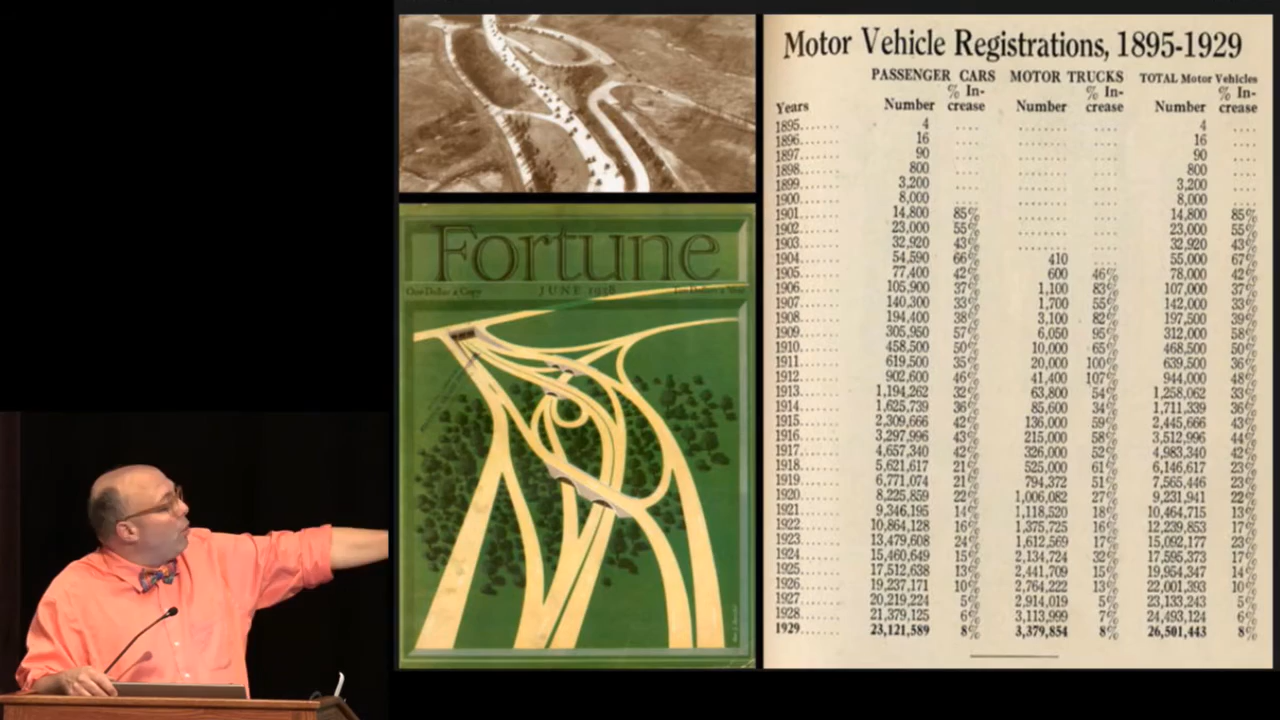 Fortune
One Dollar a Copy JUNE 1938
Motor Vehicle Registrations, 1895-1929
PASSENGER CARS MOTOR TRUCKS TOTAL Motor Vehicles
% In- % In- % In-
Years Number crease Number crease Number crease
1895....... 4 .... ........ .... 4 ....
1896....... 16 .... ........ .... 16 ....
1897....... 90 .... ........ .... 90 ....
1898....... 800 .... ........ .... 800 ....
1899....... 3,200 .... ........ .... 3,200 ....
1900....... 8,000 .... ........ .... 8,000 ....
1901....... 14,800 85% ........ .... 14,800 85%
1902....... 23,000 55% ........ .... 23,000 55%
1903....... 32,920 43% ........ .... 32,920 43%
1904....... 54,590 66% 410 .... 55,000 67%
1905....... 77,400 42% 600 46% 78,000 42%
1906....... 105,900 37% 1,100 83% 107,000 37%
1907....... 140,300 33% 1,700 55% 142,000 33%
1908....... 194,400 38% 3,100 82% 197,500 39%
1909....... 305,950 57% 6,050 95% 312,000 58%
1910....... 458,500 50% 10,000 65% 468,500 50%
1911....... 619,500 35% 20,000 100% 639,500 36%
1912....... 902,600 46% 41,400 107% 944,000 48%
1913....... 1,194,262 32% 63,800 54% 1,258,062 33%
1914....... 1,625,739 36% 85,600 34% 1,711,339 36%
1915....... 2,309,666 42% 136,000 59% 2,445,666 43%
1916....... 3,297,996 43% 215,000 58% 3,512,996 44%
1917....... 4,657,340 42% 326,000 52% 4,983,340 42%
1918....... 5,621,617 21% 525,000 61% 6,146,617 23%
1919....... 6,771,074 21% 794,372 51% 7,565,446 23%
1920....... 8,225,859 22% 1,006,082 27% 9,231,941 22%
1921....... 9,346,195 14% 1,118,520 18% 10,464,715 13%
1922....... 10,864,128 16% 1,375,725 16% 12,239,853 17%
1923....... 13,479,608 24% 1,612,569 17% 15,092,177 23%
1924....... 15,460,649 15% 2,134,724 32% 17,595,373 17%
1925....... 17,512,638 13% 2,441,709 15% 19,954,347 14%
1926....... 19,237,171 10% 2,764,222 13% 22,001,393 10%
1927....... 20,219,224 5% 2,914,019 5% 23,133,243 5%
1928....... 21,379,125 6% 3,113,999 7% 24,493,124 6%
1929....... 23,121,589 8% 3,379,854 8% 26,501,443 8%